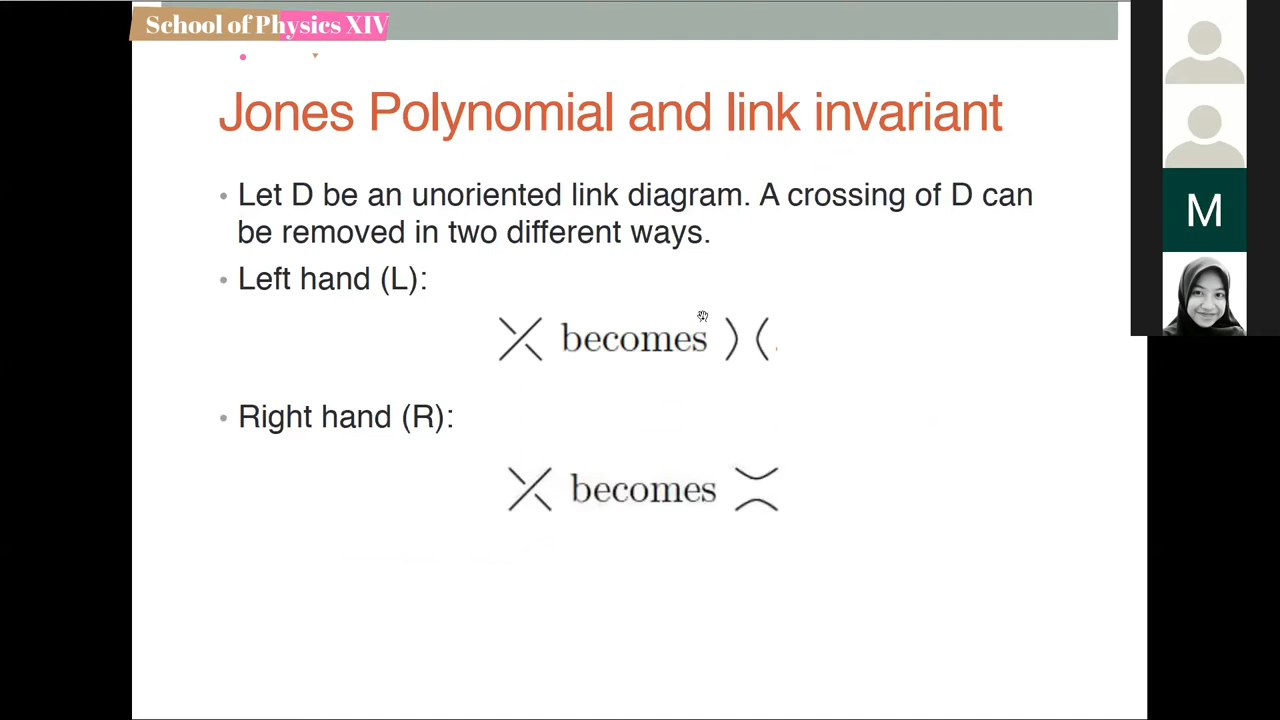 School of Physics XIV
Jones Polynomial and link invariant
• Let D be an unoriented link diagram. A crossing of D can
be removed in two different ways.
• Left hand (L):
becomes
• Right hand (R):
becomes
M